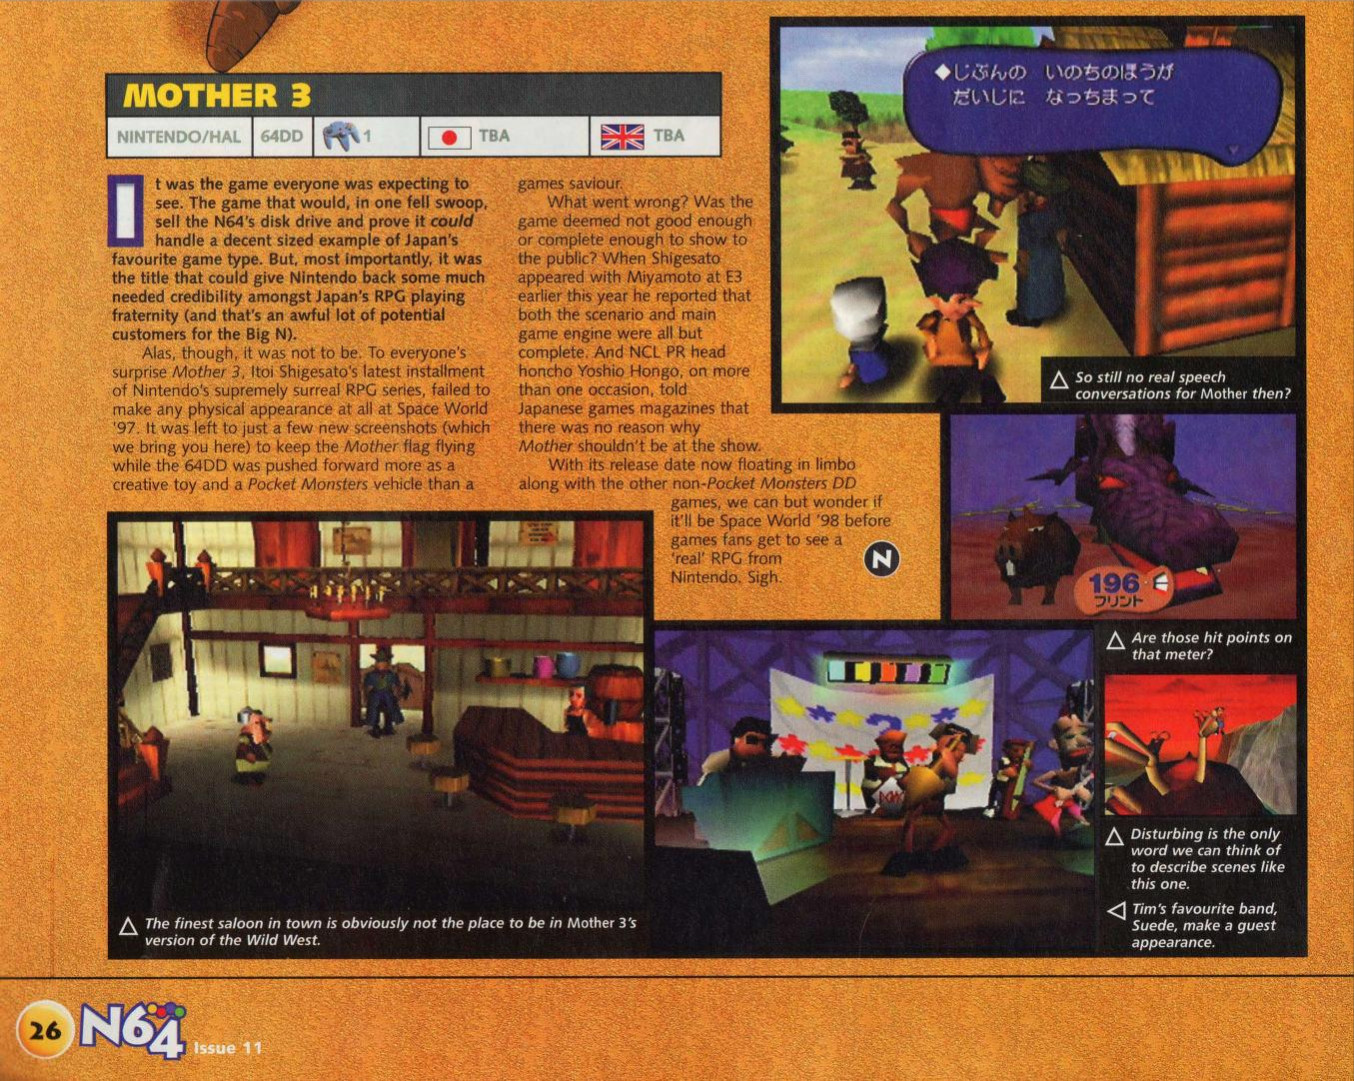 MOTHER 3
NINTENDO/HAL 64DD 1 TBA TBA
It was the game everyone was expecting to
see. The game that would, in one fell swoop,
sell the N64's disk drive and prove it could
handle a decent sized example of Japan's
favourite game type. But, most importantly, it was
the title that could give Nintendo back some much
needed credibility amongst Japan's RPG playing
fraternity (and that's an awful lot of potential
customers for the Big N).
Alas, though, it was not to be. To everyone's
surprise Mother 3, Itoi Shigesato's latest installment
of Nintendo's supremely surreal RPG series, failed to
make any physical appearance at all at Space World
'97. It was left to just a few new screenshots (which
we bring you here) to keep the Mother flag flying
while the 64DD was pushed forward more as a
creative toy and a Pocket Monsters vehicle than a
games saviour.
What went wrong? Was the
game deemed not good enough
or complete enough to show to
the public? When Shigesato
appeared with Miyamoto at E3
earlier this year he reported that
both the scenario and main
game engine were all but
complete. And NCL PR head
honcho Yoshio Hongo, on more
than one occasion, told
Japanese games magazines that
there was no reason why
Mother shouldn't be at the show.
With its release date now floating in limbo
along with the other non-Pocket Monsters DD
games, we can but wonder if
it'll be Space World '98 before
games fans get to see a
'real' RPG from
Nintendo. Sigh.
N
◆じぶんの いのちのほうが
だいじに なっちまって
So still no real speech
conversations for Mother then?
196
プリント
Are those hit points on
that meter?
Disturbing is the only
word we can think of
to describe scenes like
this one.
Tim's favourite band,
Suede, make a guest
appearance.
The finest saloon in town is obviously not the place to be in Mother 3's
version of the Wild West.
26 N64 Issue 11